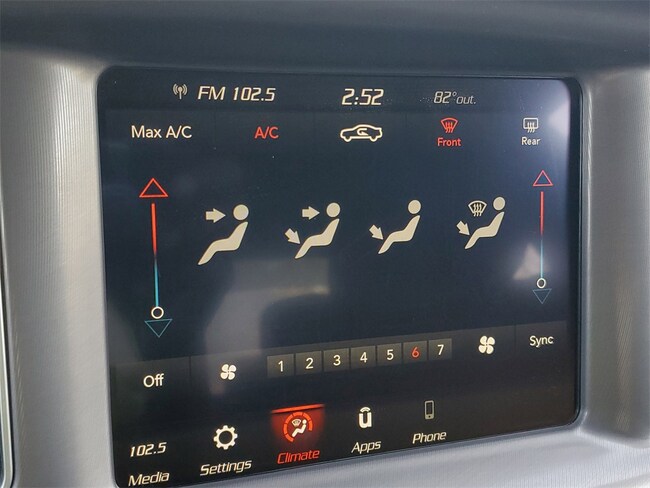 FM 102.5 2:52 82° out.
Max A/C A/C Front Rear
1 2 3 4 5 6 7 Sync
Off
102.5
Media Settings Climate Apps Phone